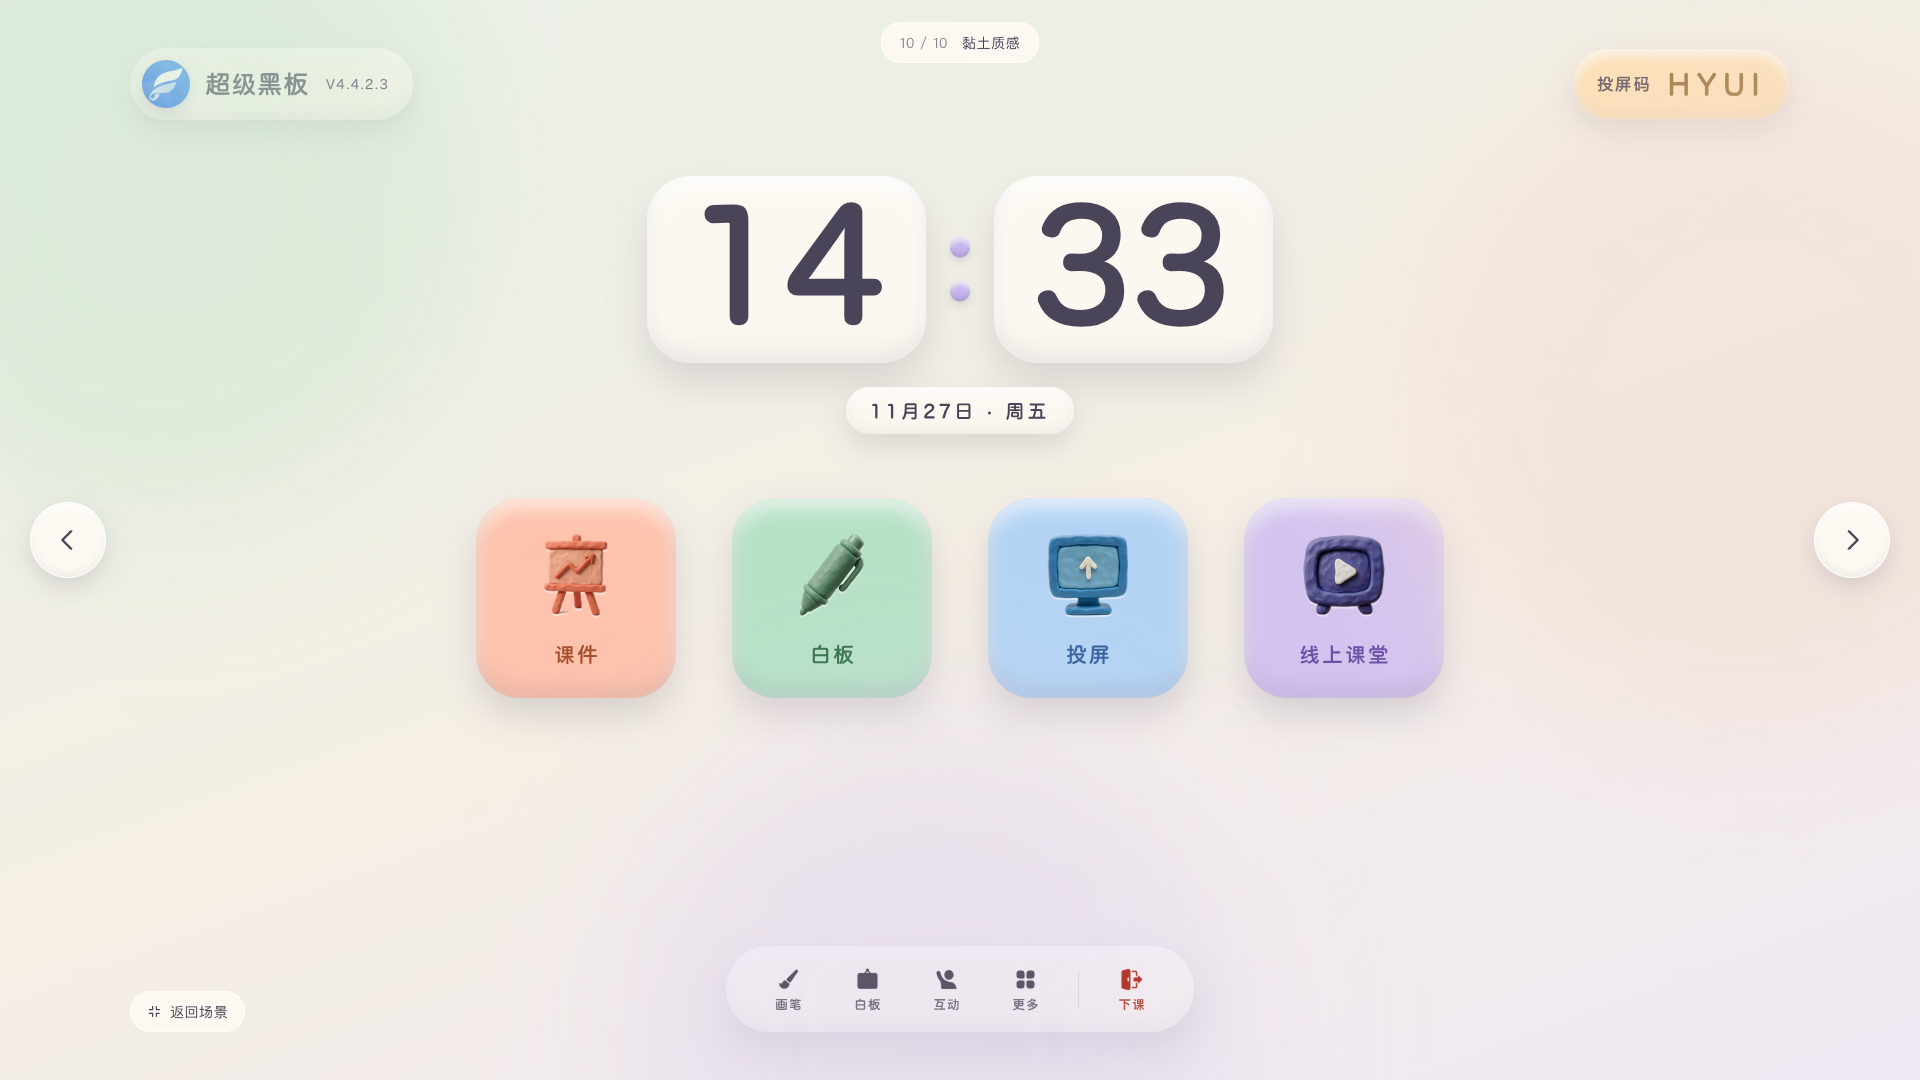 10 / 10 黏土质感
超级黑板 V4.4.2.3
投屏码 HYUI
14:33
11月27日 · 周五
课件
白板
投屏
线上课堂
画笔
白板
互动
更多
下课
返回场景